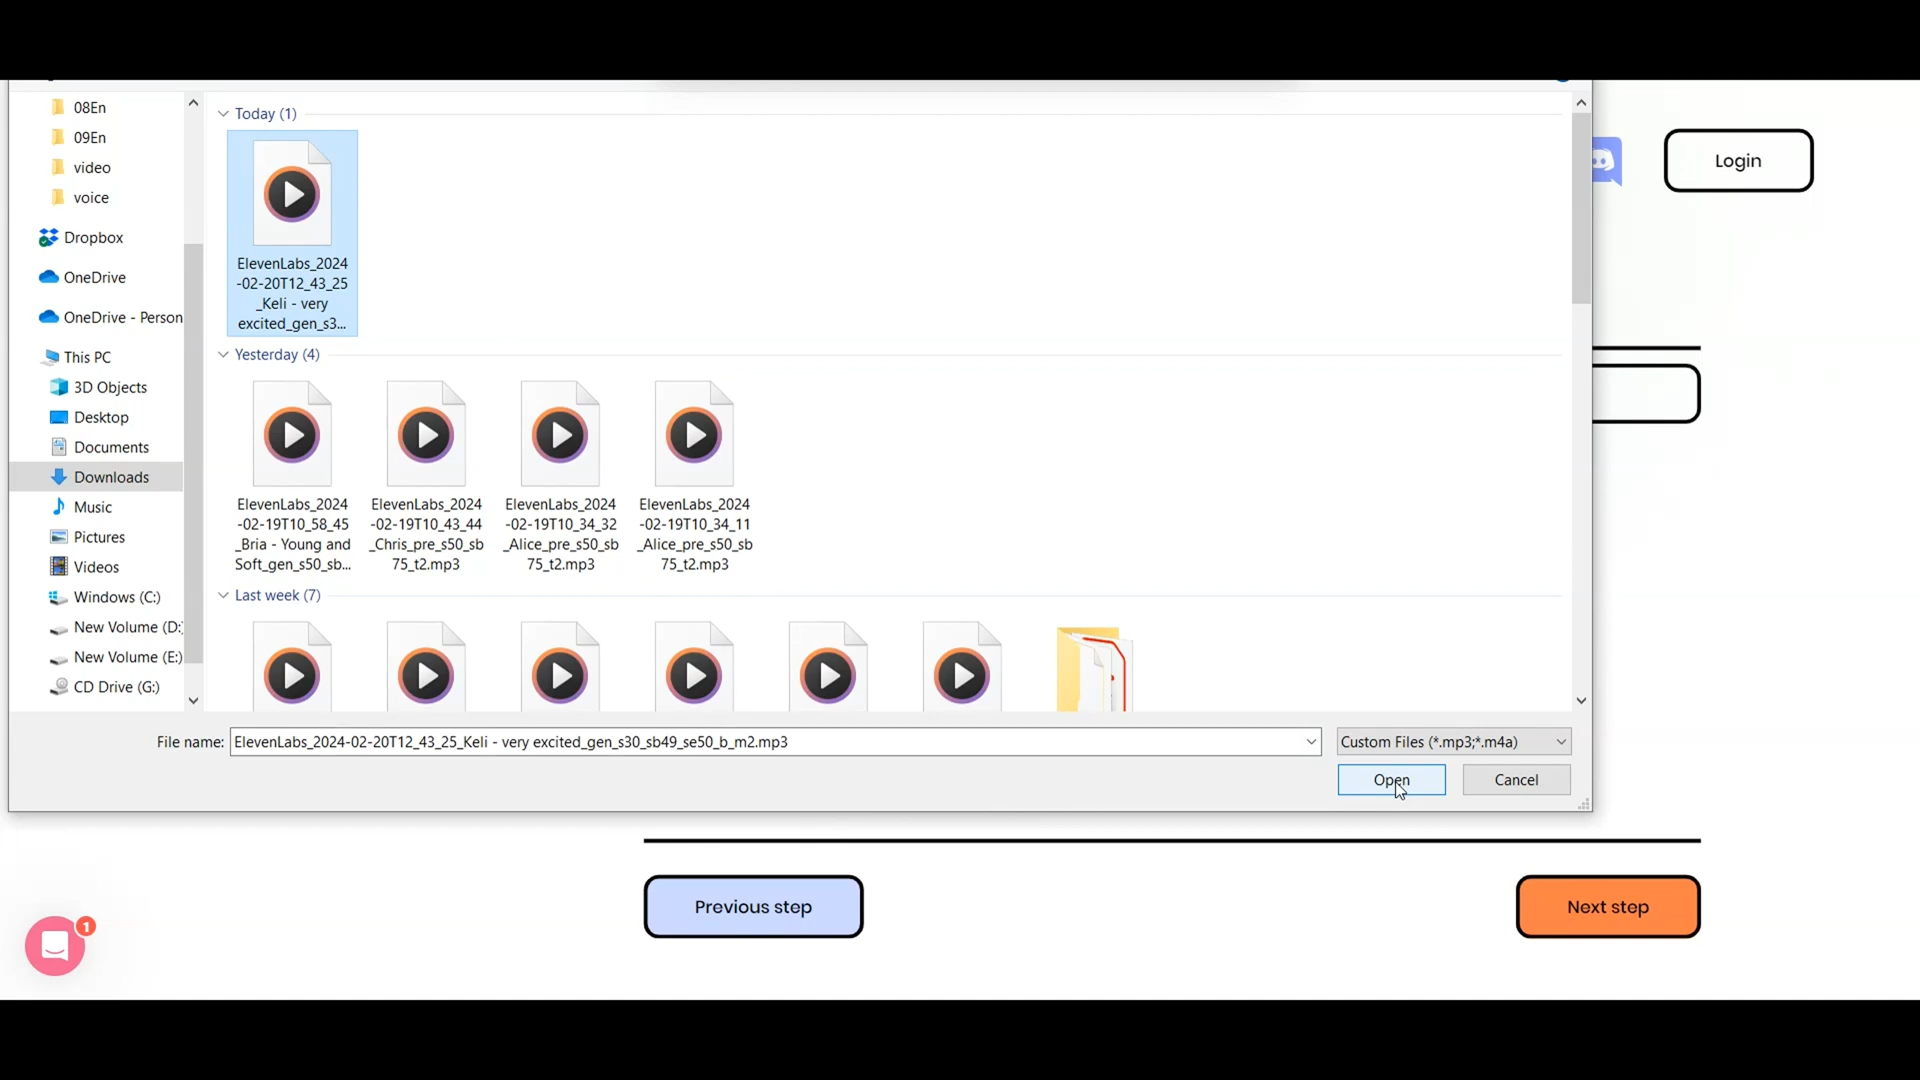 08En
09En
video
voice
Dropbox
OneDrive
OneDrive - Person
This PC
3D Objects
Desktop
Documents
Downloads
Music
Pictures
Videos
Windows (C:)
New Volume (D:)
New Volume (E:)
CD Drive (G:)
Today (1)
ElevenLabs_2024
-02-20T12_43_25
_Keli - very
excited_gen_s3...
Yesterday (4)
ElevenLabs_2024
-02-19T10_58_45
_Bria - Young and
Soft_gen_s50_sb...
ElevenLabs_2024
-02-19T10_43_44
_Chris_pre_s50_sb
75_t2.mp3
ElevenLabs_2024
-02-19T10_34_32
_Alice_pre_s50_sb
75_t2.mp3
ElevenLabs_2024
-02-19T10_34_11
_Alice_pre_s50_sb
75_t2.mp3
Last week (7)
File name: ElevenLabs_2024-02-20T12_43_25_Keli - very excited_gen_s30_sb49_se50_b_m2.mp3
Custom Files (*.mp3;*.m4a)
Open
Cancel
Login
Previous step
Next step
1